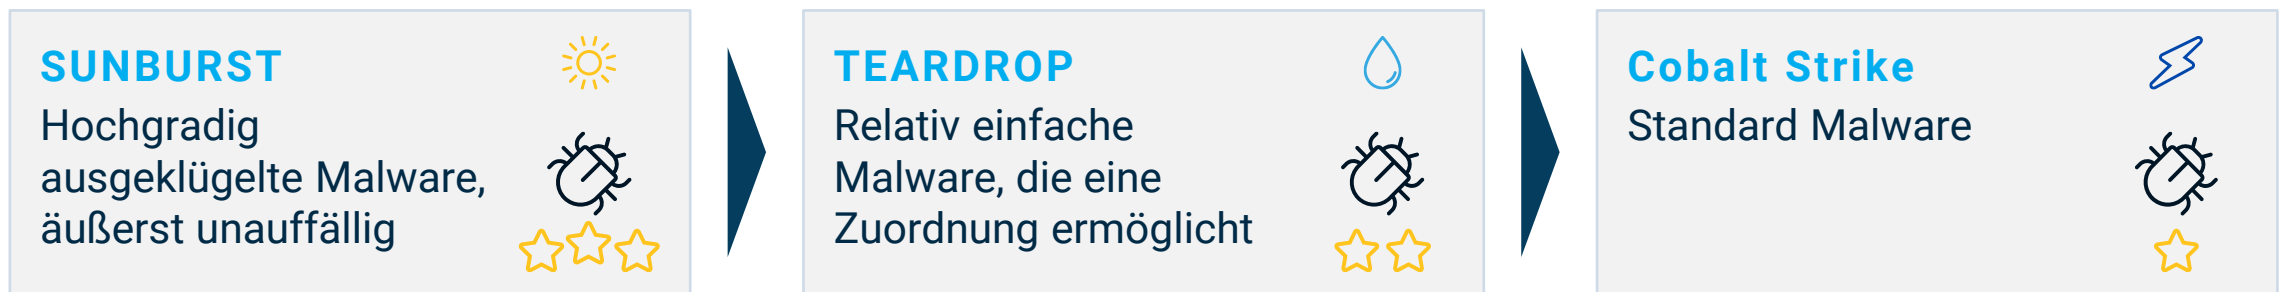 SUNBURST
Hochgradig
ausgeklügelte Malware,
äußerst unauffällig
TEARDROP
Relativ einfache
Malware, die eine
Zuordnung ermöglicht
Cobalt Strike
Standard Malware